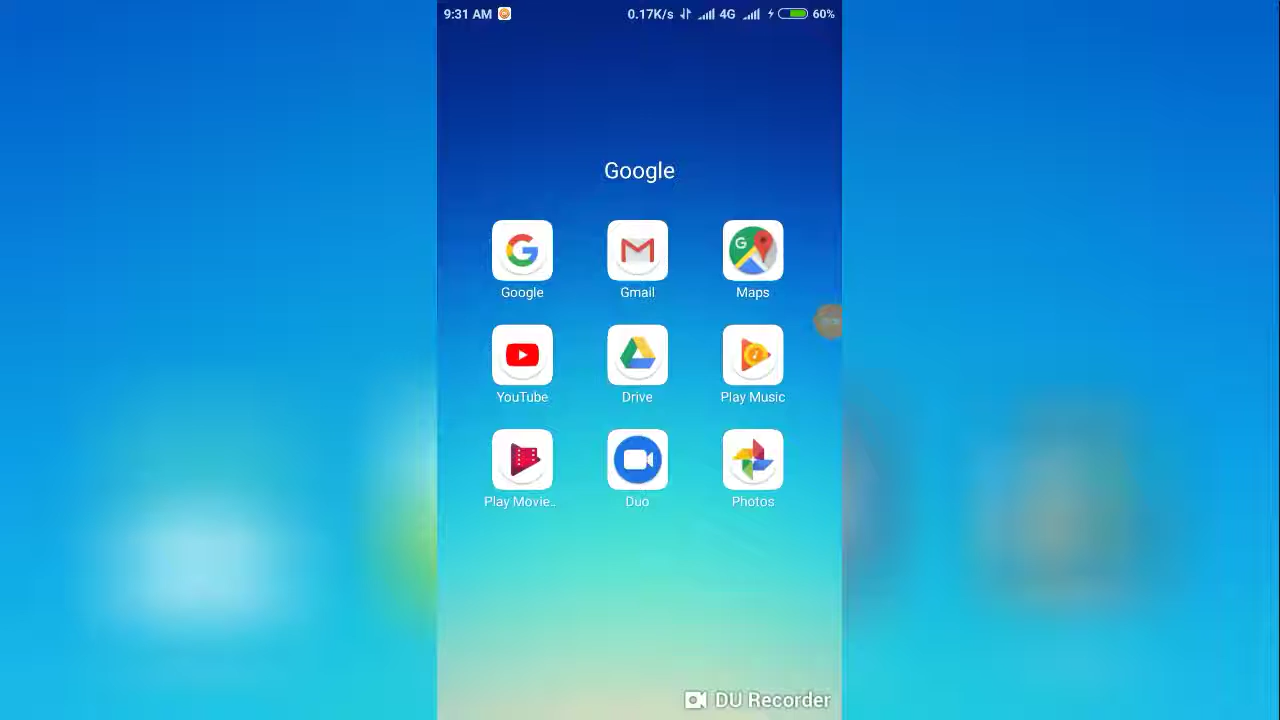 9:31 AM 0.17K/s 4G 60%
Google
Google Gmail Maps
YouTube Drive Play Music
Play Movie.. Duo Photos
DU Recorder